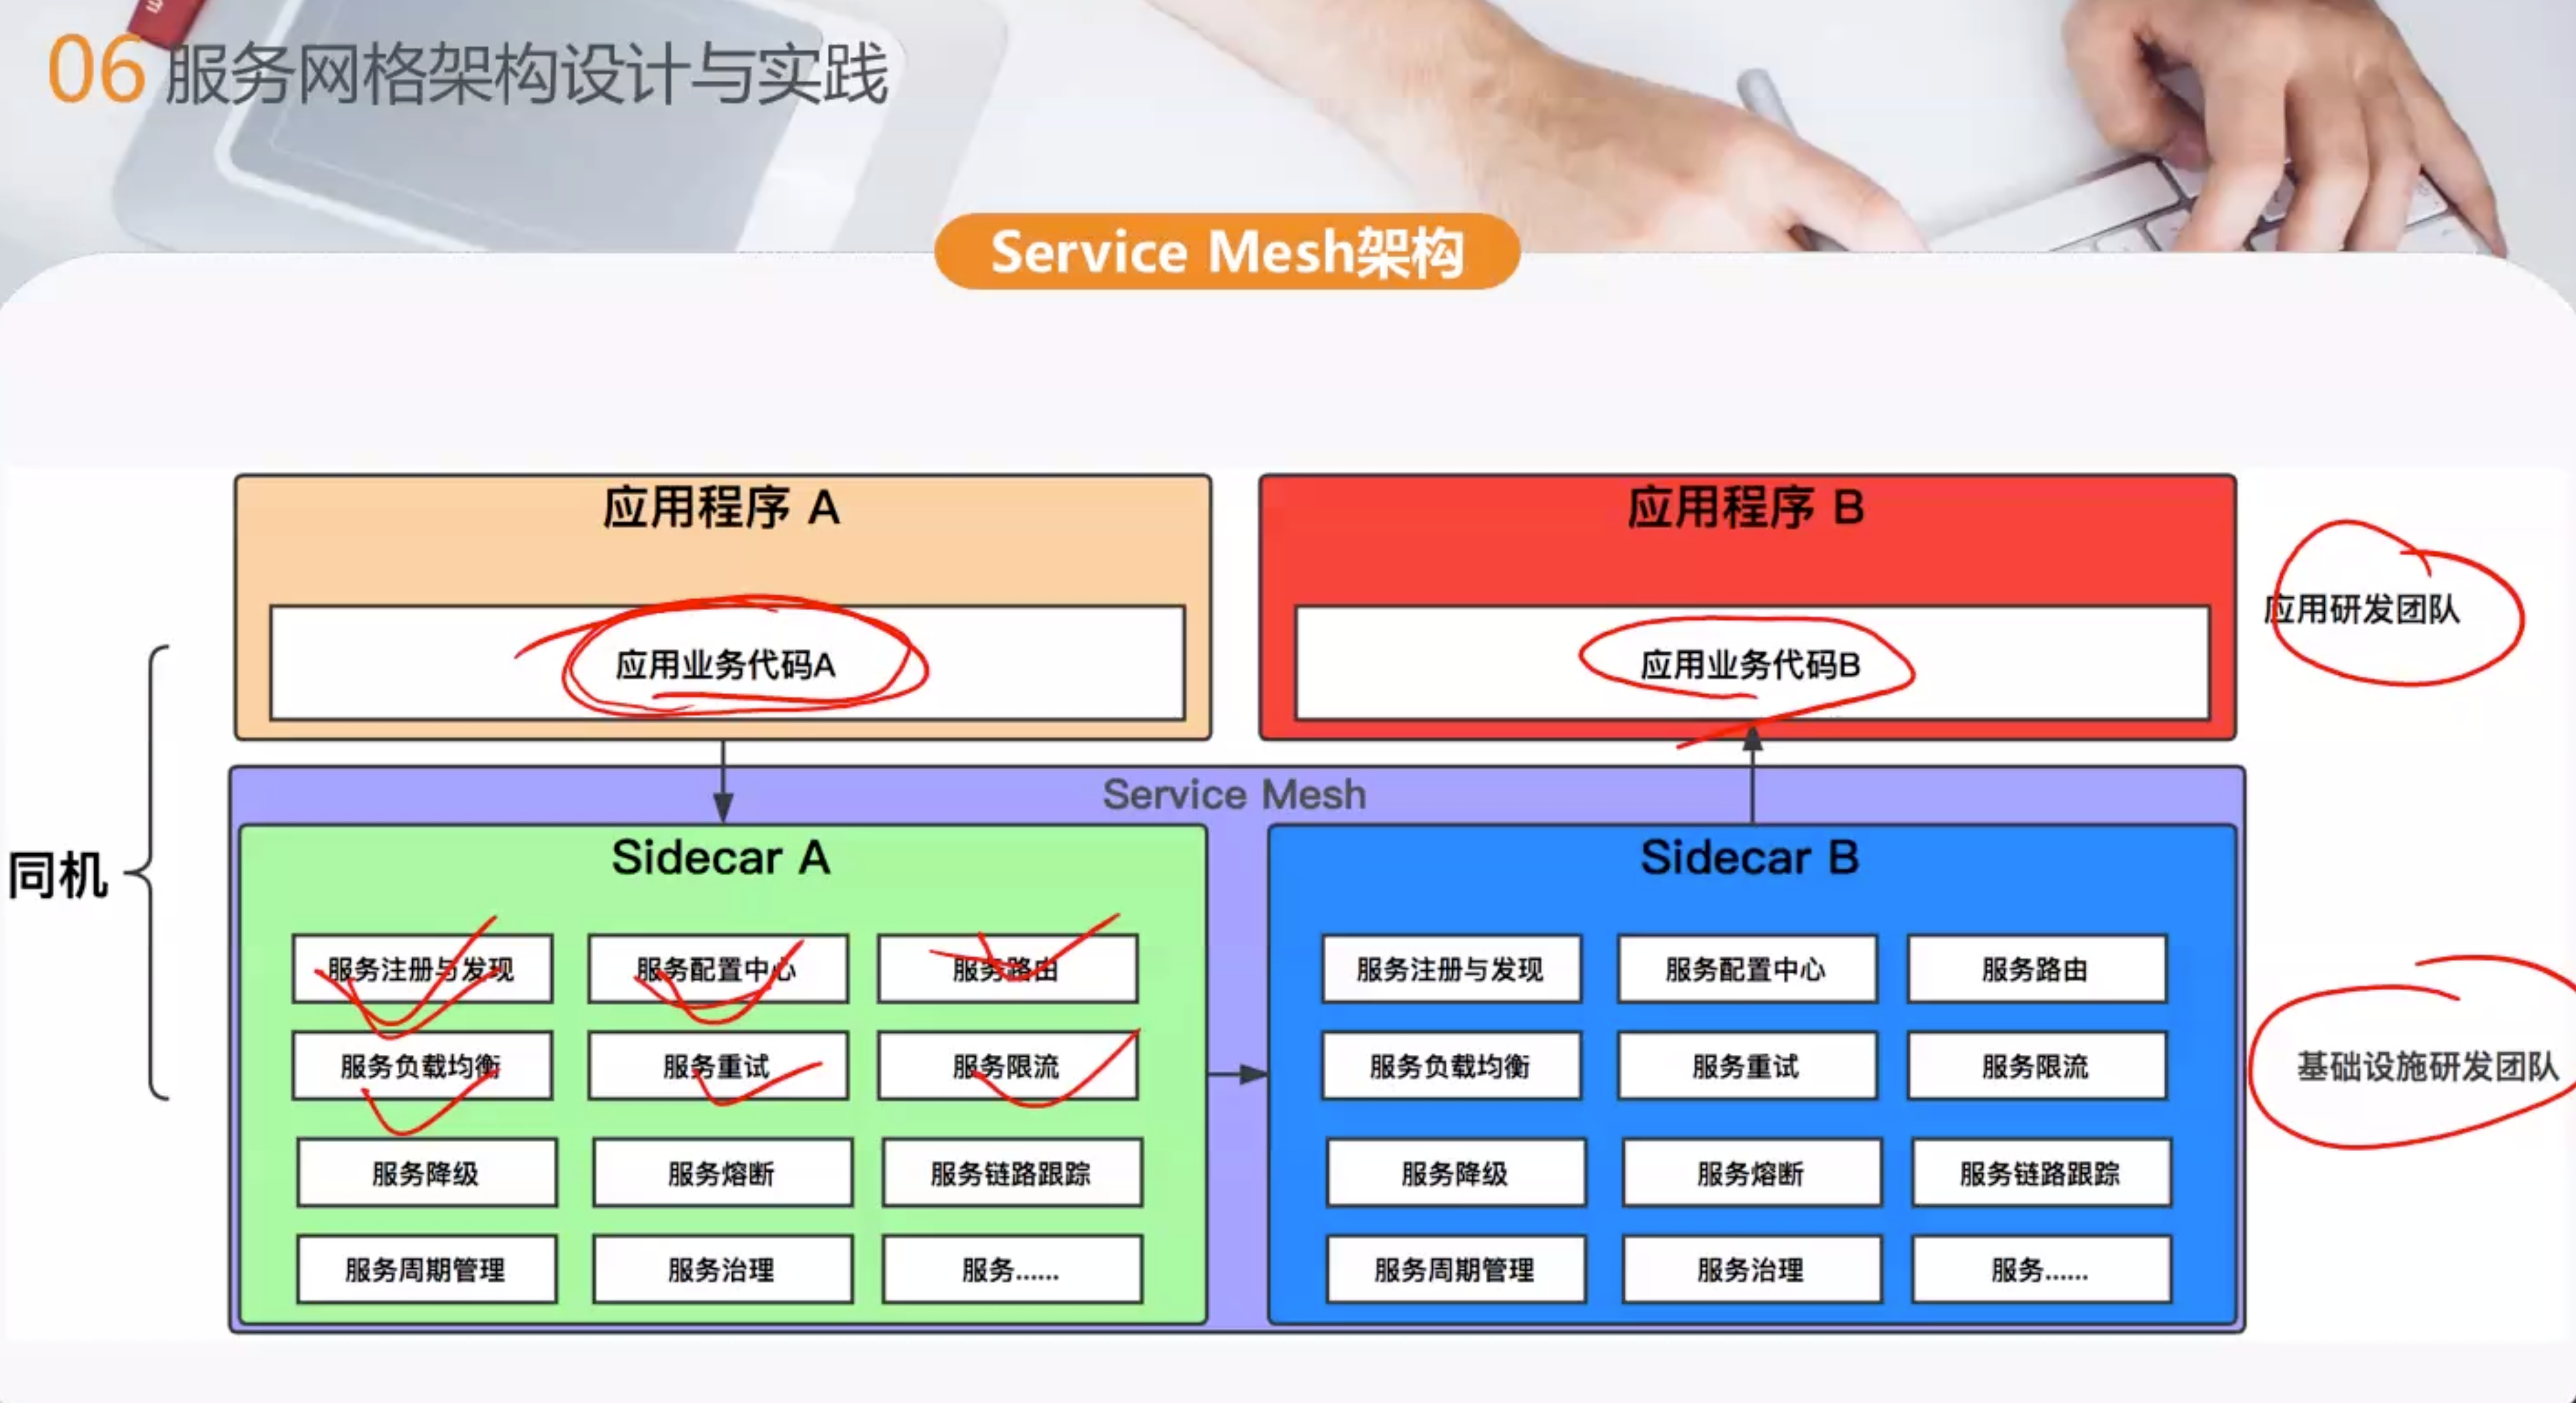 06 服务网格架构设计与实践
Service Mesh架构
应用程序 A
应用程序 B
应用研发团队
应用业务代码A
应用业务代码B
Service Mesh
同机
Sidecar A
Sidecar B
服务注册与发现 服务配置中心 服务路由
服务注册与发现 服务配置中心 服务路由
服务负载均衡 服务重试 服务限流
服务负载均衡 服务重试 服务限流
基础设施研发团队
服务降级 服务熔断 服务链路跟踪
服务降级 服务熔断 服务链路跟踪
服务周期管理 服务治理 服务......
服务周期管理 服务治理 服务......